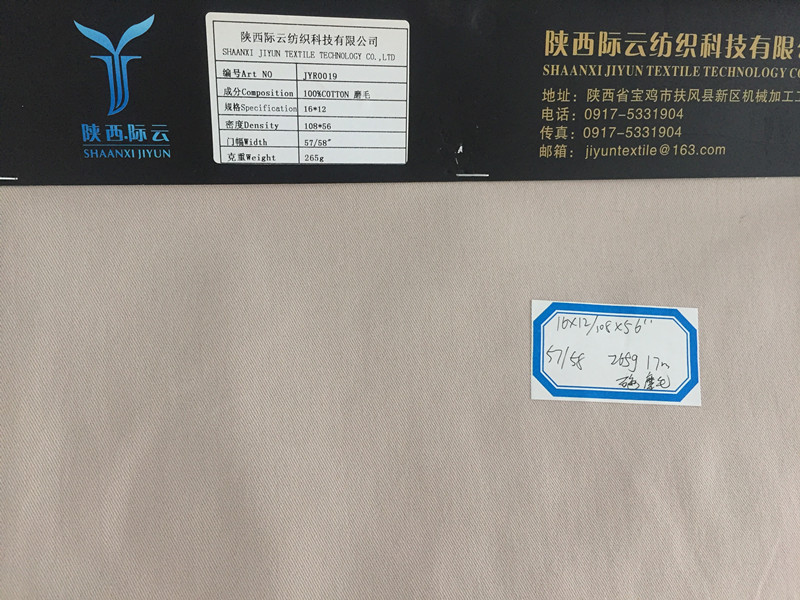 陕西.际云
SHAANXI JIYUN
陕西际云纺织科技有限公司
SHAANXI JIYUN TEXTILE TECHNOLOGY CO.,LTD
编号Art NO JYR0019
成分Composition 100%COTTON 磨毛
规格Specification 16*12
密度Density 108*56
门幅Width 57/58"
克重Weight 265g
陕西际云纺织科技有限
SHAANXI JIYUN TEXTILE TECHNOLOGY CO
地址：陕西省宝鸡市扶风县新区机械加工
电话：0917-5331904
传真：0917-5331904
邮箱：jiyuntextile@163.com
16X12/108X56"
57/58 265g 17m
磨毛